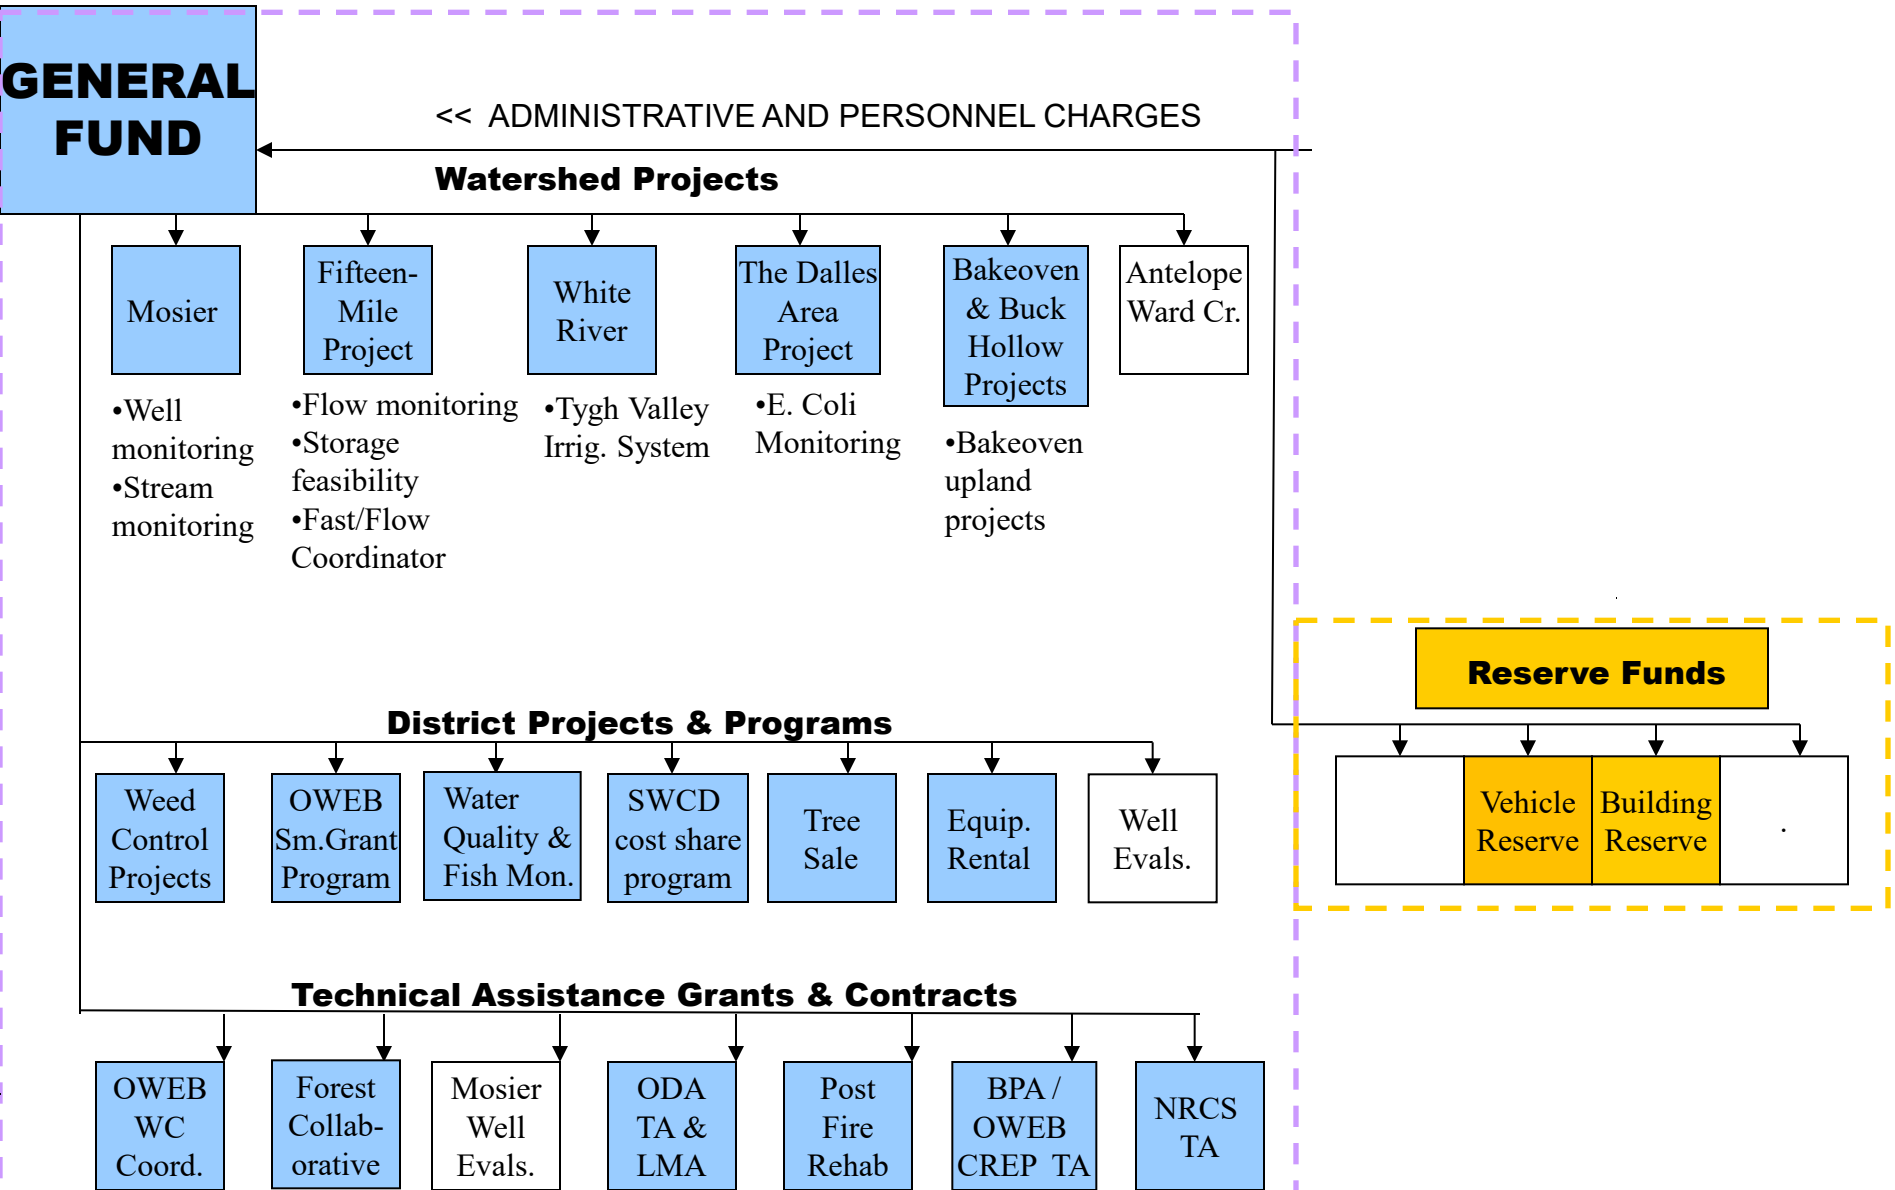 GENERAL
FUND
<< ADMINISTRATIVE AND PERSONNEL CHARGES
Watershed Projects
Mosier
Fifteen-
Mile
Project
White
River
The Dalles
Area
Project
Bakeoven
& Buck
Hollow
Projects
Antelope
Ward Cr.
•Well
monitoring
•Stream
monitoring
•Flow monitoring
•Storage
feasibility
•Fast/Flow
Coordinator
•Tygh Valley
Irrig. System
•E. Coli
Monitoring
•Bakeoven
upland
projects
Reserve Funds
Vehicle
Reserve
Building
Reserve
.
District Projects & Programs
Weed
Control
Projects
OWEB
Sm.Grant
Program
Water
Quality &
Fish Mon.
SWCD
cost share
program
Tree
Sale
Equip.
Rental
Well
Evals.
Technical Assistance Grants & Contracts
OWEB
WC
Coord.
Forest
Collab-
orative
Mosier
Well
Evals.
ODA
TA &
LMA
Post
Fire
Rehab
BPA /
OWEB
CREP TA
NRCS
TA